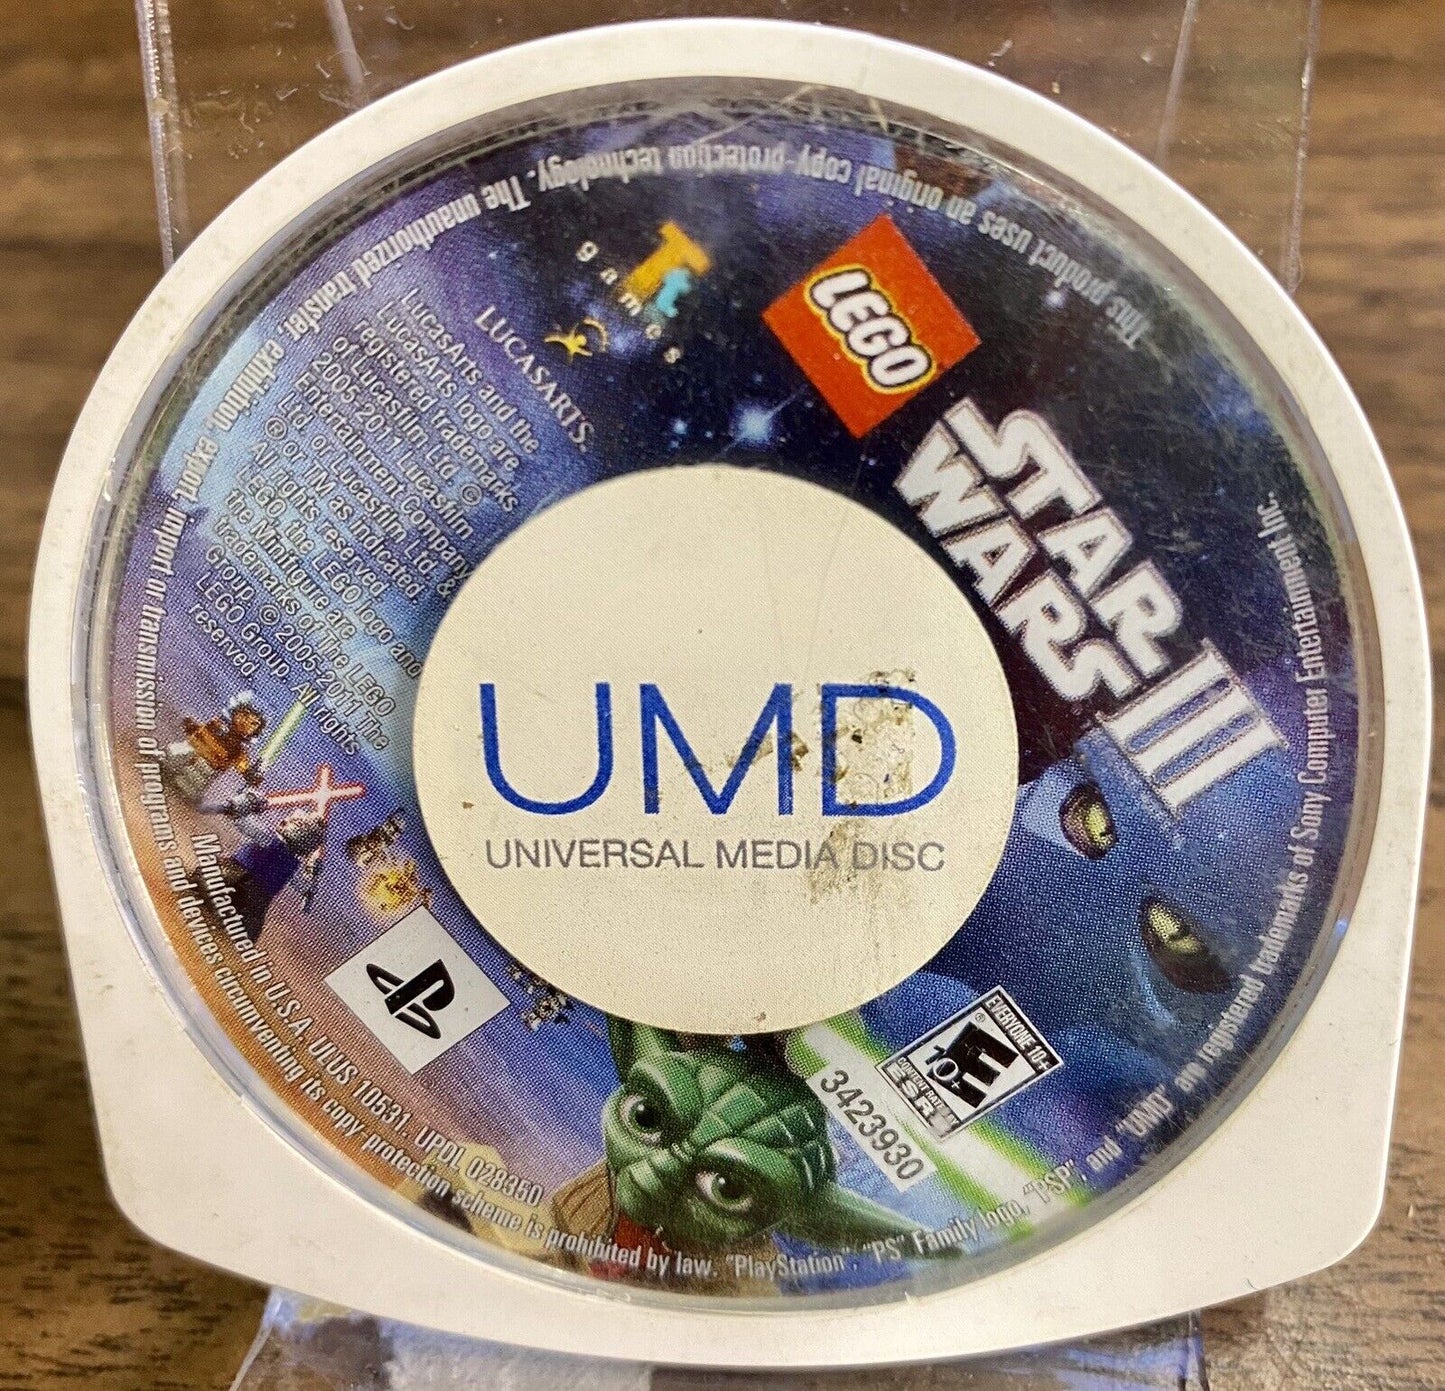 LEGO
STAR
WARS
III
games
LUCASARTS
LucasArts and the
LucasArts logo are
registered trademarks
of Lucasfilm Ltd. ©
2005-2011 Lucasfilm
Entertainment Company
Ltd. or Lucasfilm Ltd. &
® or TM as indicated.
All rights reserved.
LEGO, the LEGO logo and
the Minifigure are
trademarks of The LEGO
Group. © 2005-2011 The
LEGO Group. All rights
reserved.
UMD
UNIVERSAL MEDIA DISC
EVERYONE 10+
E
10+
CONTENT RATED BY
ESRB
3423930
Manufactured in U.S.A. ULUS 10531 UPDL 028350
This product uses an original copy-protection technology. The unauthorized transfer, exhibition, export, import or transmission of programs and devices circumventing its copy protection scheme is prohibited by law. "PlayStation", "PS" Family logo, "PSP", and "UMD" are registered trademarks of Sony Computer Entertainment Inc.